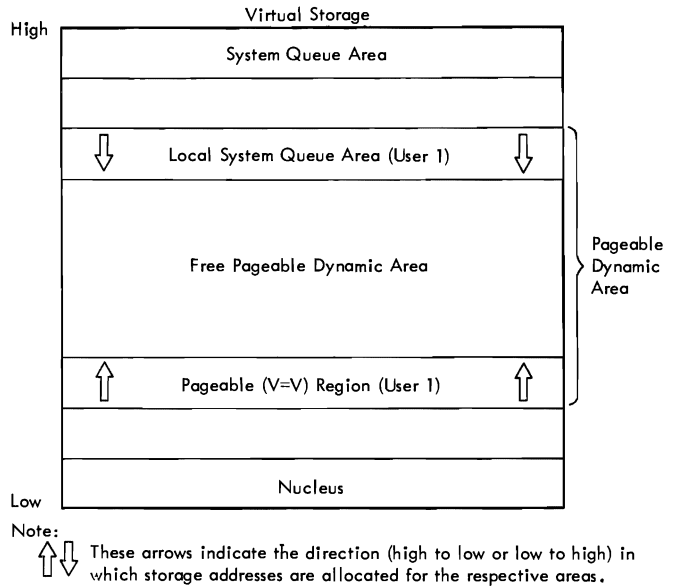 Virtual Storage
High
System Queue Area
Local System Queue Area (User 1)
Pageable
Dynamic
Area
Free Pageable Dynamic Area
Pageable (V=V) Region (User 1)
Nucleus
Low
Note:
These arrows indicate the direction (high to low or low to high) in
which storage addresses are allocated for the respective areas.